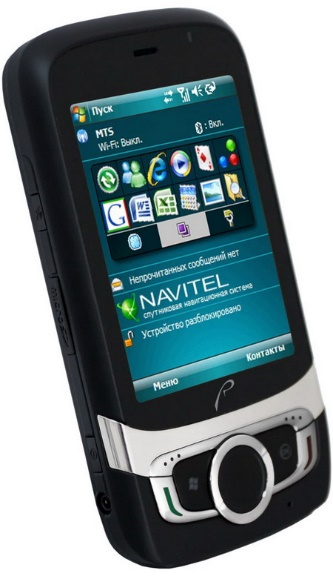 Пуск
MTS
: Вкл.
Wi-Fi: Выкл.
Непрочитанных сообщений нет
NAVITEL
спутниковая навигационная система
Устройство разблокировано
Меню
Контакты